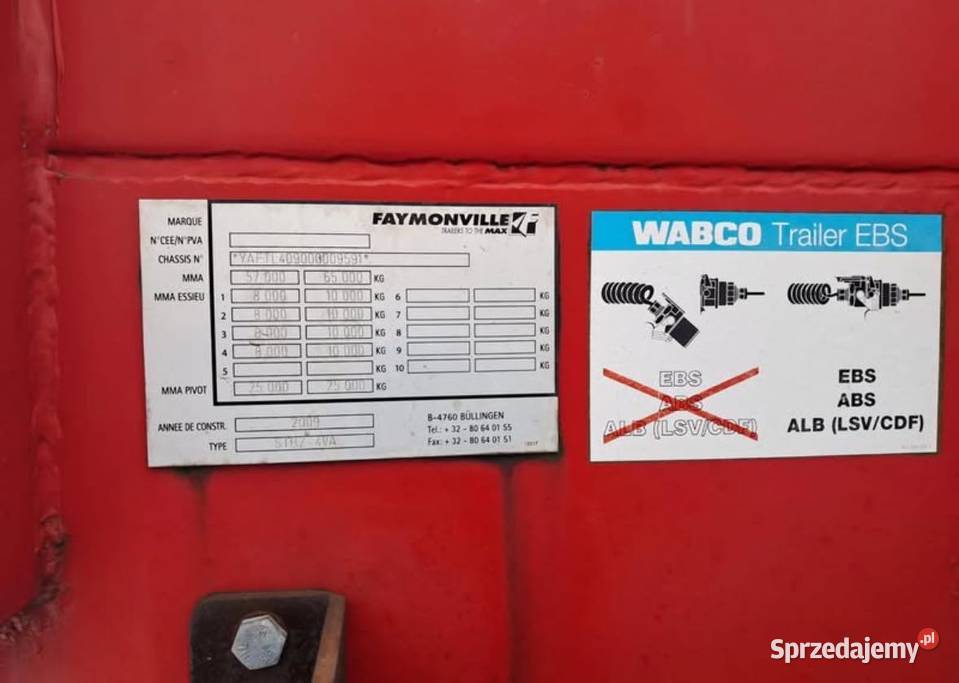 MARQUE
FAYMONVILLE
TRAILERS TO THE MAX
N°CEE/N°PVA
CHASSIS N° *YAFTL409000009591*
MMA 57 000 65 000 KG
MMA ESSIEU 1 8 000 10 000 KG 6 KG
2 8 000 10 000 KG 7 KG
3 8 000 10 000 KG 8 KG
4 8 000 10 000 KG 9 KG
5 KG 10 KG
MMA PIVOT 25 000 25 000 KG
ANNEE DE CONSTR. 2009
TYPE STBZ-4VA
B-4760 BÜLLINGEN
Tel.: + 32 - 80 64 01 55
Fax: + 32 - 80 64 01 51
WABCO Trailer EBS
EBS
ABS
ALB (LSV/CDF)
EBS
ABS
ALB (LSV/CDF)
Sprzedajemy.pl